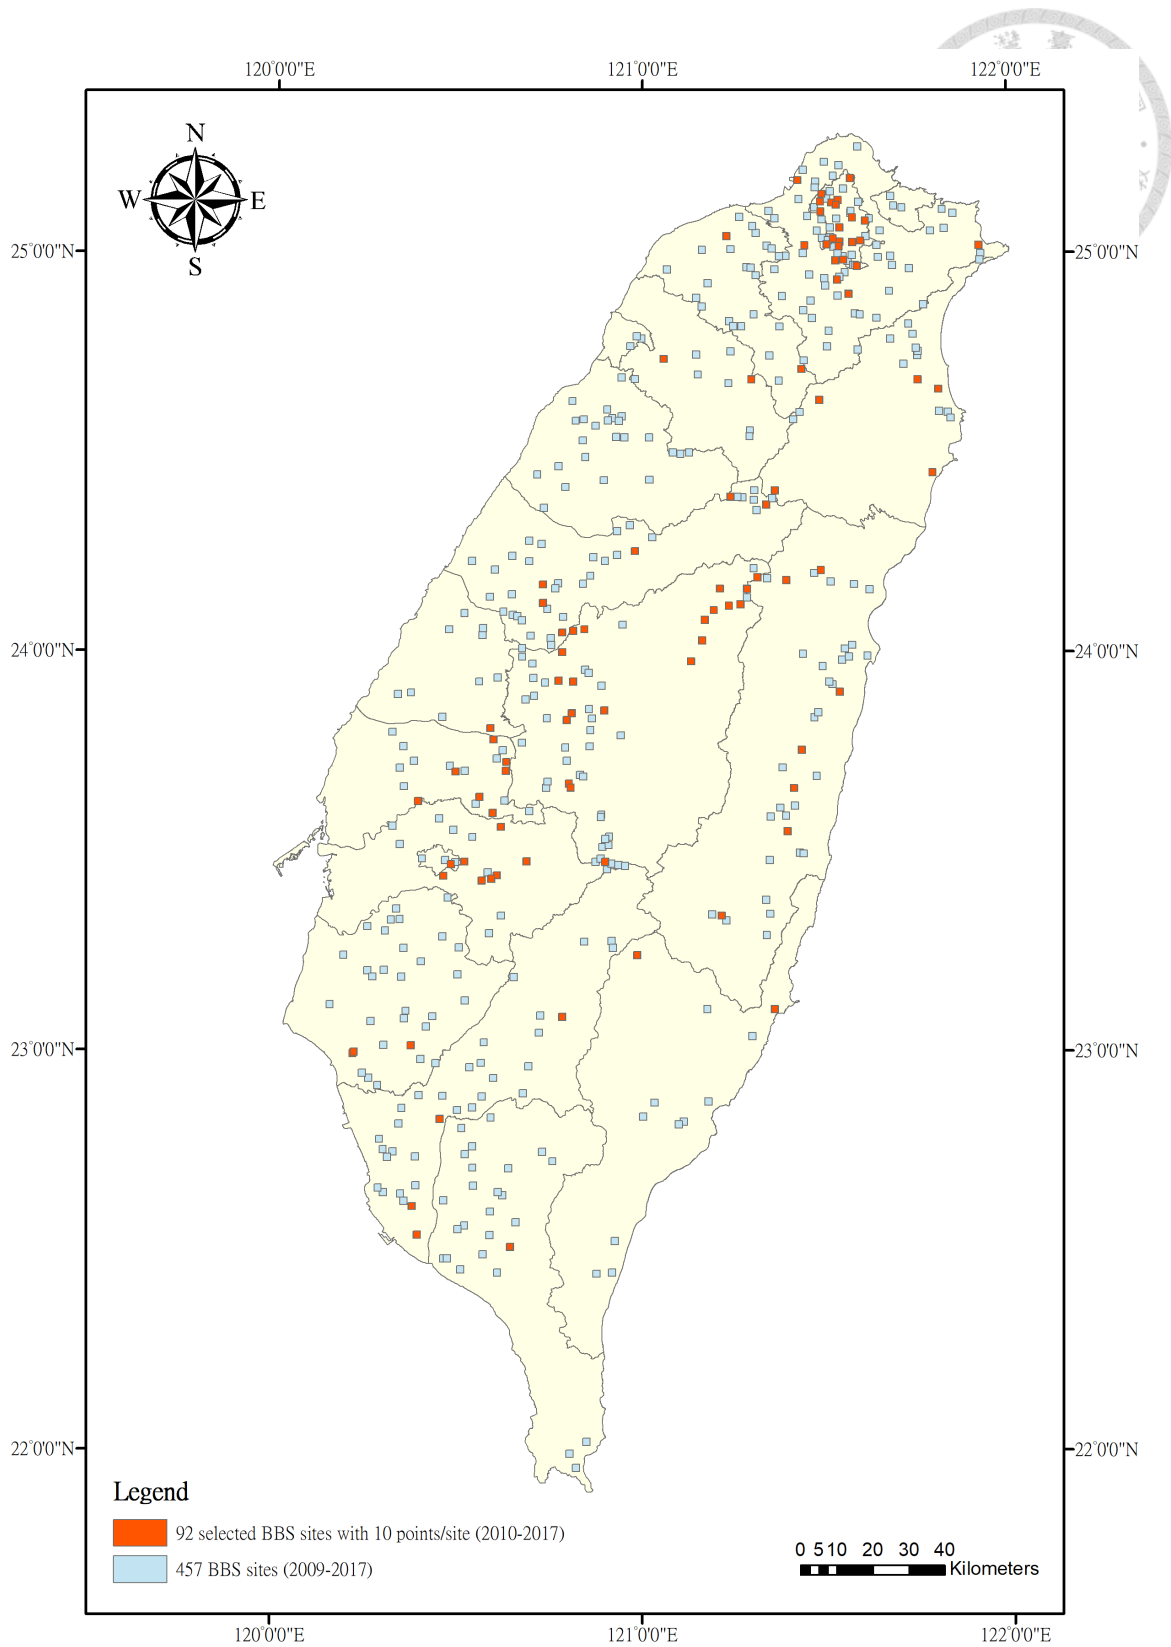 120°0'0"E 121°0'0"E 122°0'0"E
N
W E
S
25°0'0"N 25°0'0"N
24°0'0"N 24°0'0"N
23°0'0"N 23°0'0"N
22°0'0"N 22°0'0"N
Legend
92 selected BBS sites with 10 points/site (2010-2017)
457 BBS sites (2009-2017)
0 5 10 20 30 40
Kilometers
120°0'0"E 121°0'0"E 122°0'0"E